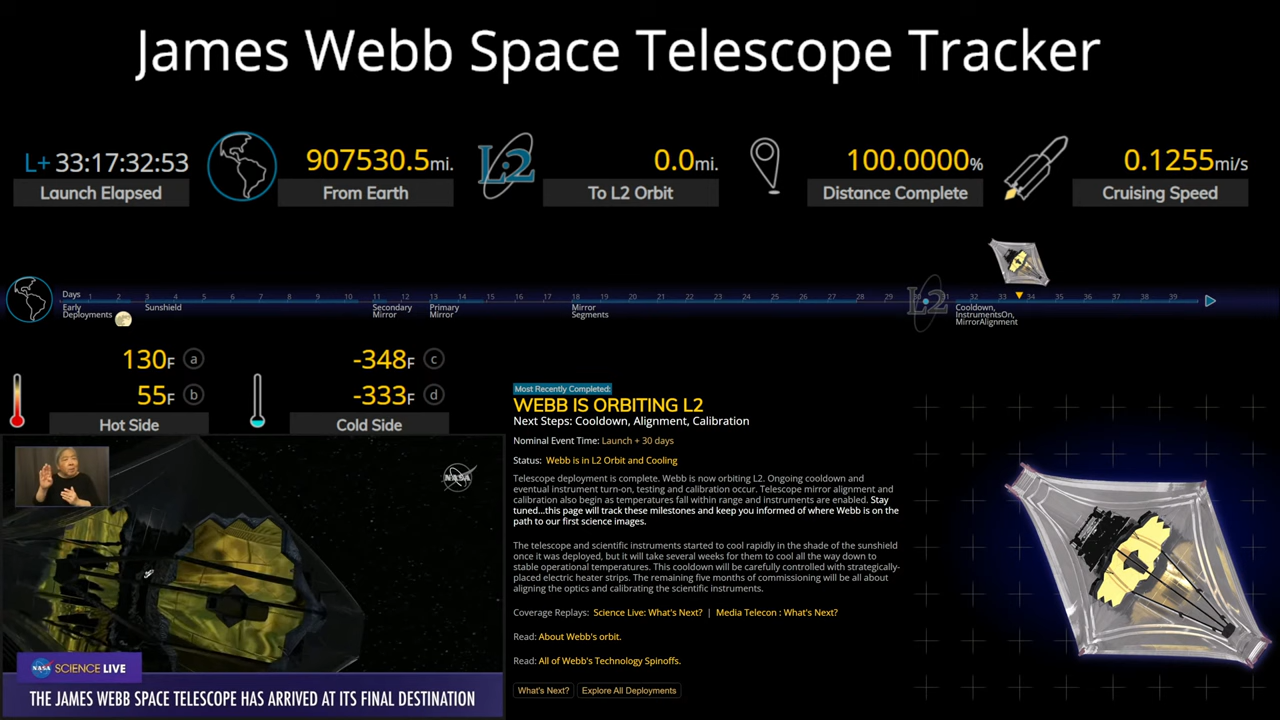 James Webb Space Telescope Tracker
L+ 33:17:32:53
Launch Elapsed
907530.5mi.
From Earth
L2
0.0mi.
To L2 Orbit
100.0000%
Distance Complete
0.1255mi/s
Cruising Speed
Days
1 2 3 4 5 6 7 8 9 10 11 12 13 14 15 16 17 18 19 20 21 22 23 24 25 26 27 28 29 30 31 32 33 34 35 36 37 38 39
Early
Deployments
Sunshield
Secondary
Mirror
Primary
Mirror
Mirror
Segments
L2
Cooldown,
InstrumentsOn,
MirrorAlignment
130F a
55F b
Hot Side
-348F c
-333F d
Cold Side
Most Recently Completed:
WEBB IS ORBITING L2
Next Steps: Cooldown, Alignment, Calibration
Nominal Event Time: Launch + 30 days
Status: Webb is in L2 Orbit and Cooling
Telescope deployment is complete. Webb is now orbiting L2. Ongoing cooldown and
eventual instrument turn-on, testing and calibration occur. Telescope mirror alignment and
calibration also begin as temperatures fall within range and instruments are enabled. Stay
tuned...this page will track these milestones and keep you informed of where Webb is on the
path to our first science images.
The telescope and scientific instruments started to cool rapidly in the shade of the sunshield
once it was deployed, but it will take several weeks for them to cool all the way down to
stable operational temperatures. This cooldown will be carefully controlled with strategically-
placed electric heater strips. The remaining five months of commissioning will be all about
aligning the optics and calibrating the scientific instruments.
Coverage Replays: Science Live: What's Next? | Media Telecon : What's Next?
Read: About Webb's orbit.
Read: All of Webb's Technology Spinoffs.
What's Next? Explore All Deployments
NASA
NASA SCIENCE LIVE
THE JAMES WEBB SPACE TELESCOPE HAS ARRIVED AT ITS FINAL DESTINATION